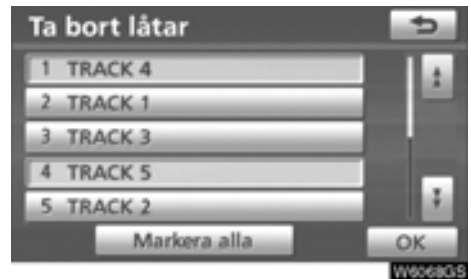 Ta bort låtar
1 TRACK 4
2 TRACK 1
3 TRACK 3
4 TRACK 5
5 TRACK 2
Markera alla
OK
W6068GS